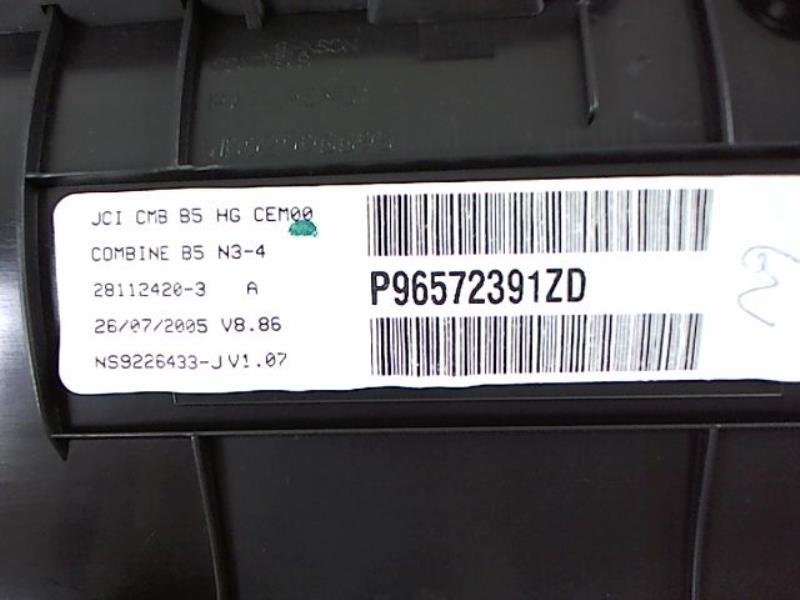 JCI CMB B5 HG CEM00
COMBINE B5 N3-4
28112420-3 A
26/07/2005 V8.86
NS9226433-J V1.07
P96572391ZD